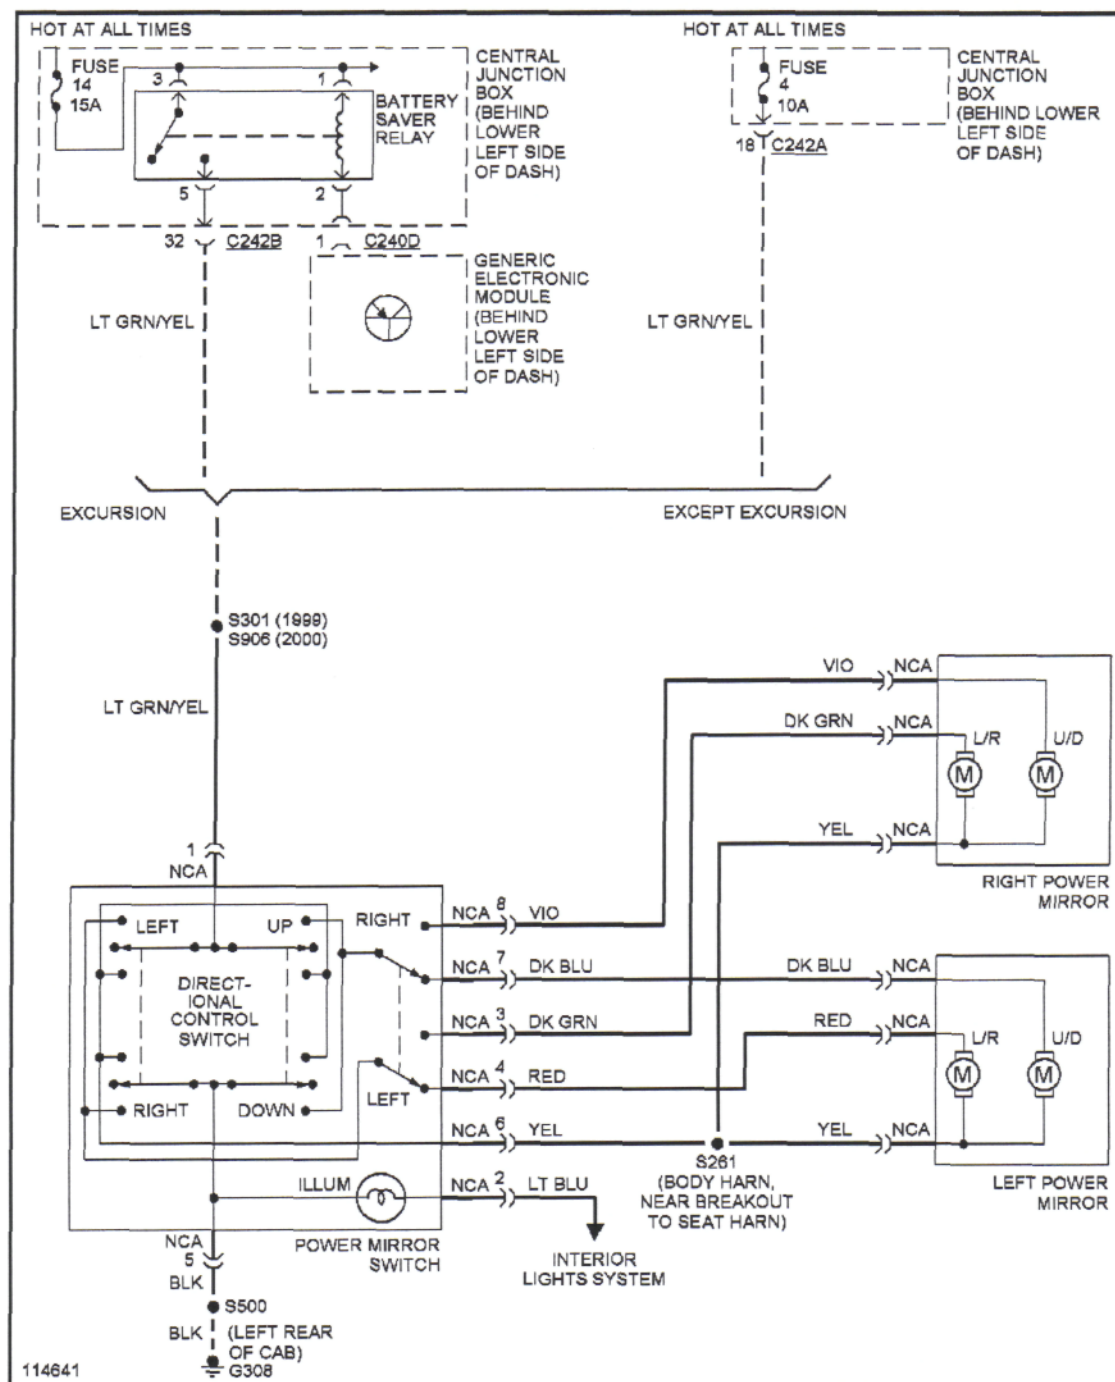 HOT AT ALL TIMES
FUSE
14
15A
3
1
BATTERY
SAVER
RELAY
CENTRAL
JUNCTION
BOX
(BEHIND
LOWER
LEFT SIDE
OF DASH)
5
2
32
C242B
1
C240D
GENERIC
ELECTRONIC
MODULE
(BEHIND
LOWER
LEFT SIDE
OF DASH)
LT GRN/YEL
HOT AT ALL TIMES
FUSE
4
10A
CENTRAL
JUNCTION
BOX
(BEHIND LOWER
LEFT SIDE
OF DASH)
18
C242A
LT GRN/YEL
EXCURSION
EXCEPT EXCURSION
S301 (1999)
S906 (2000)
LT GRN/YEL
1
NCA
VIO
NCA
DK GRN
NCA
L/R
U/D
M
M
YEL
NCA
RIGHT POWER
MIRROR
LEFT
UP
RIGHT
NCA
8
VIO
NCA
7
DK BLU
DK BLU
NCA
DIRECT-
IONAL
CONTROL
SWITCH
NCA
3
DK GRN
RED
NCA
L/R
U/D
M
M
NCA
4
RED
RIGHT
DOWN
LEFT
NCA
6
YEL
YEL
NCA
S261
(BODY HARN,
NEAR BREAKOUT
TO SEAT HARN)
LEFT POWER
MIRROR
ILLUM
NCA
2
LT BLU
INTERIOR
LIGHTS SYSTEM
POWER MIRROR
SWITCH
NCA
5
BLK
S500
BLK
(LEFT REAR
OF CAB)
G308
114641